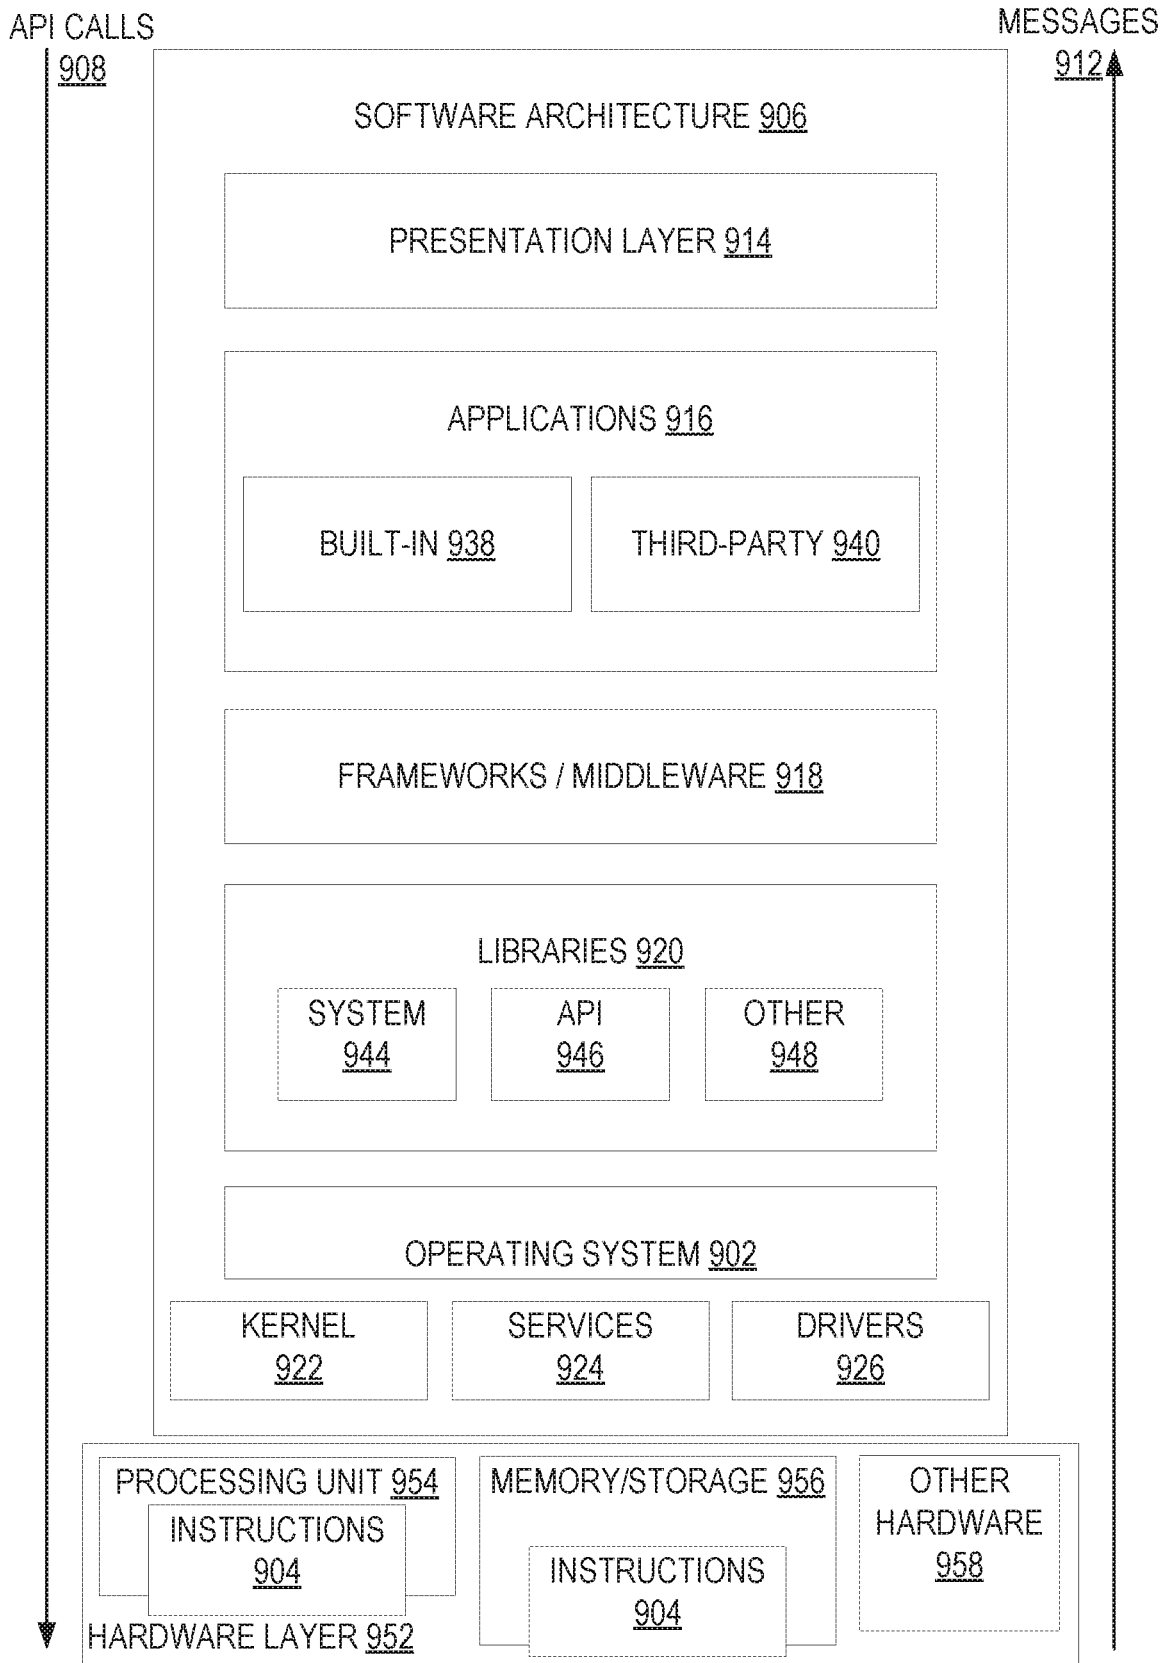 API CALLS
908
MESSAGES
912
SOFTWARE ARCHITECTURE 906
PRESENTATION LAYER 914
APPLICATIONS 916
BUILT-IN 938
THIRD-PARTY 940
FRAMEWORKS / MIDDLEWARE 918
LIBRARIES 920
SYSTEM
944
API
946
OTHER
948
OPERATING SYSTEM 902
KERNEL
922
SERVICES
924
DRIVERS
926
PROCESSING UNIT 954
INSTRUCTIONS
904
MEMORY/STORAGE 956
INSTRUCTIONS
904
OTHER
HARDWARE
958
HARDWARE LAYER 952